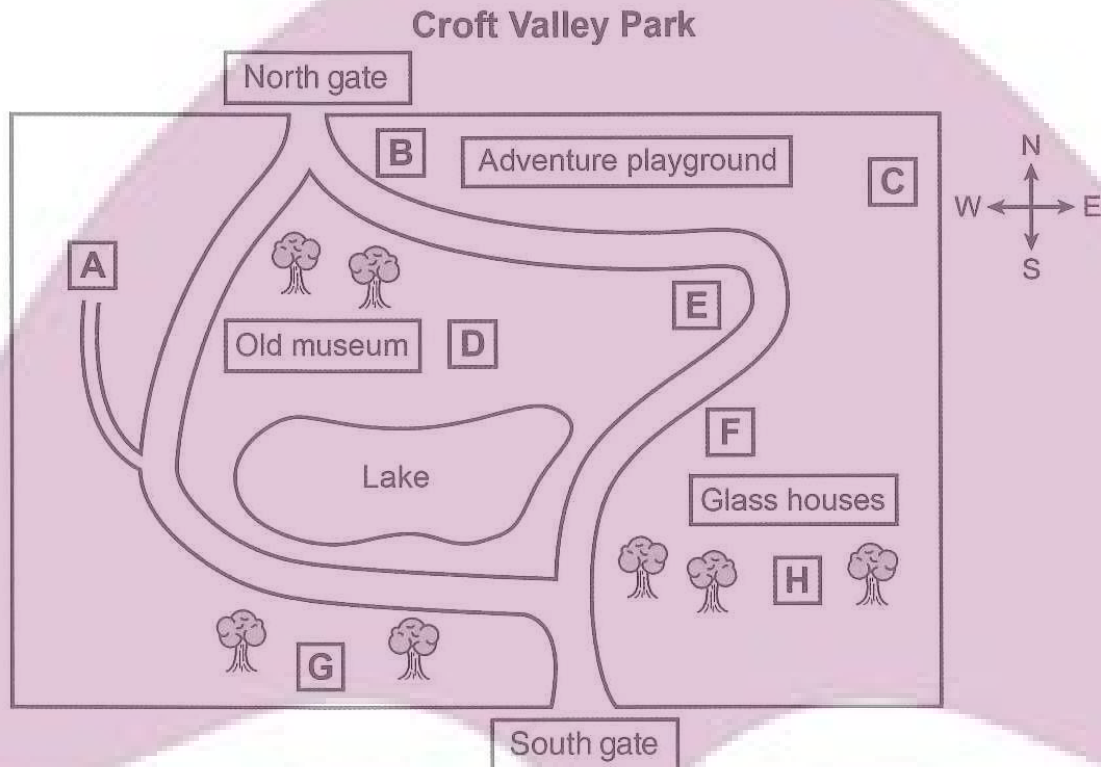 Croft Valley Park
North gate
B
Adventure playground
C
N
W E
S
A
E
Old museum
D
F
Lake
Glass houses
H
G
South gate